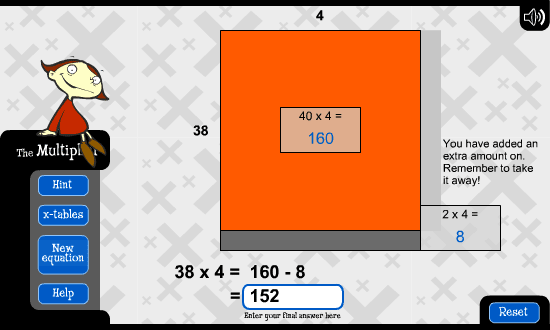 4
38
40 x 4 =
160
You have added an
extra amount on.
Remember to take
it away!
2 x 4 =
8
The
Hint
x-tables
New
equation
Help
38 x 4 = 160 - 8
= 152
Enter your final answer here
Reset